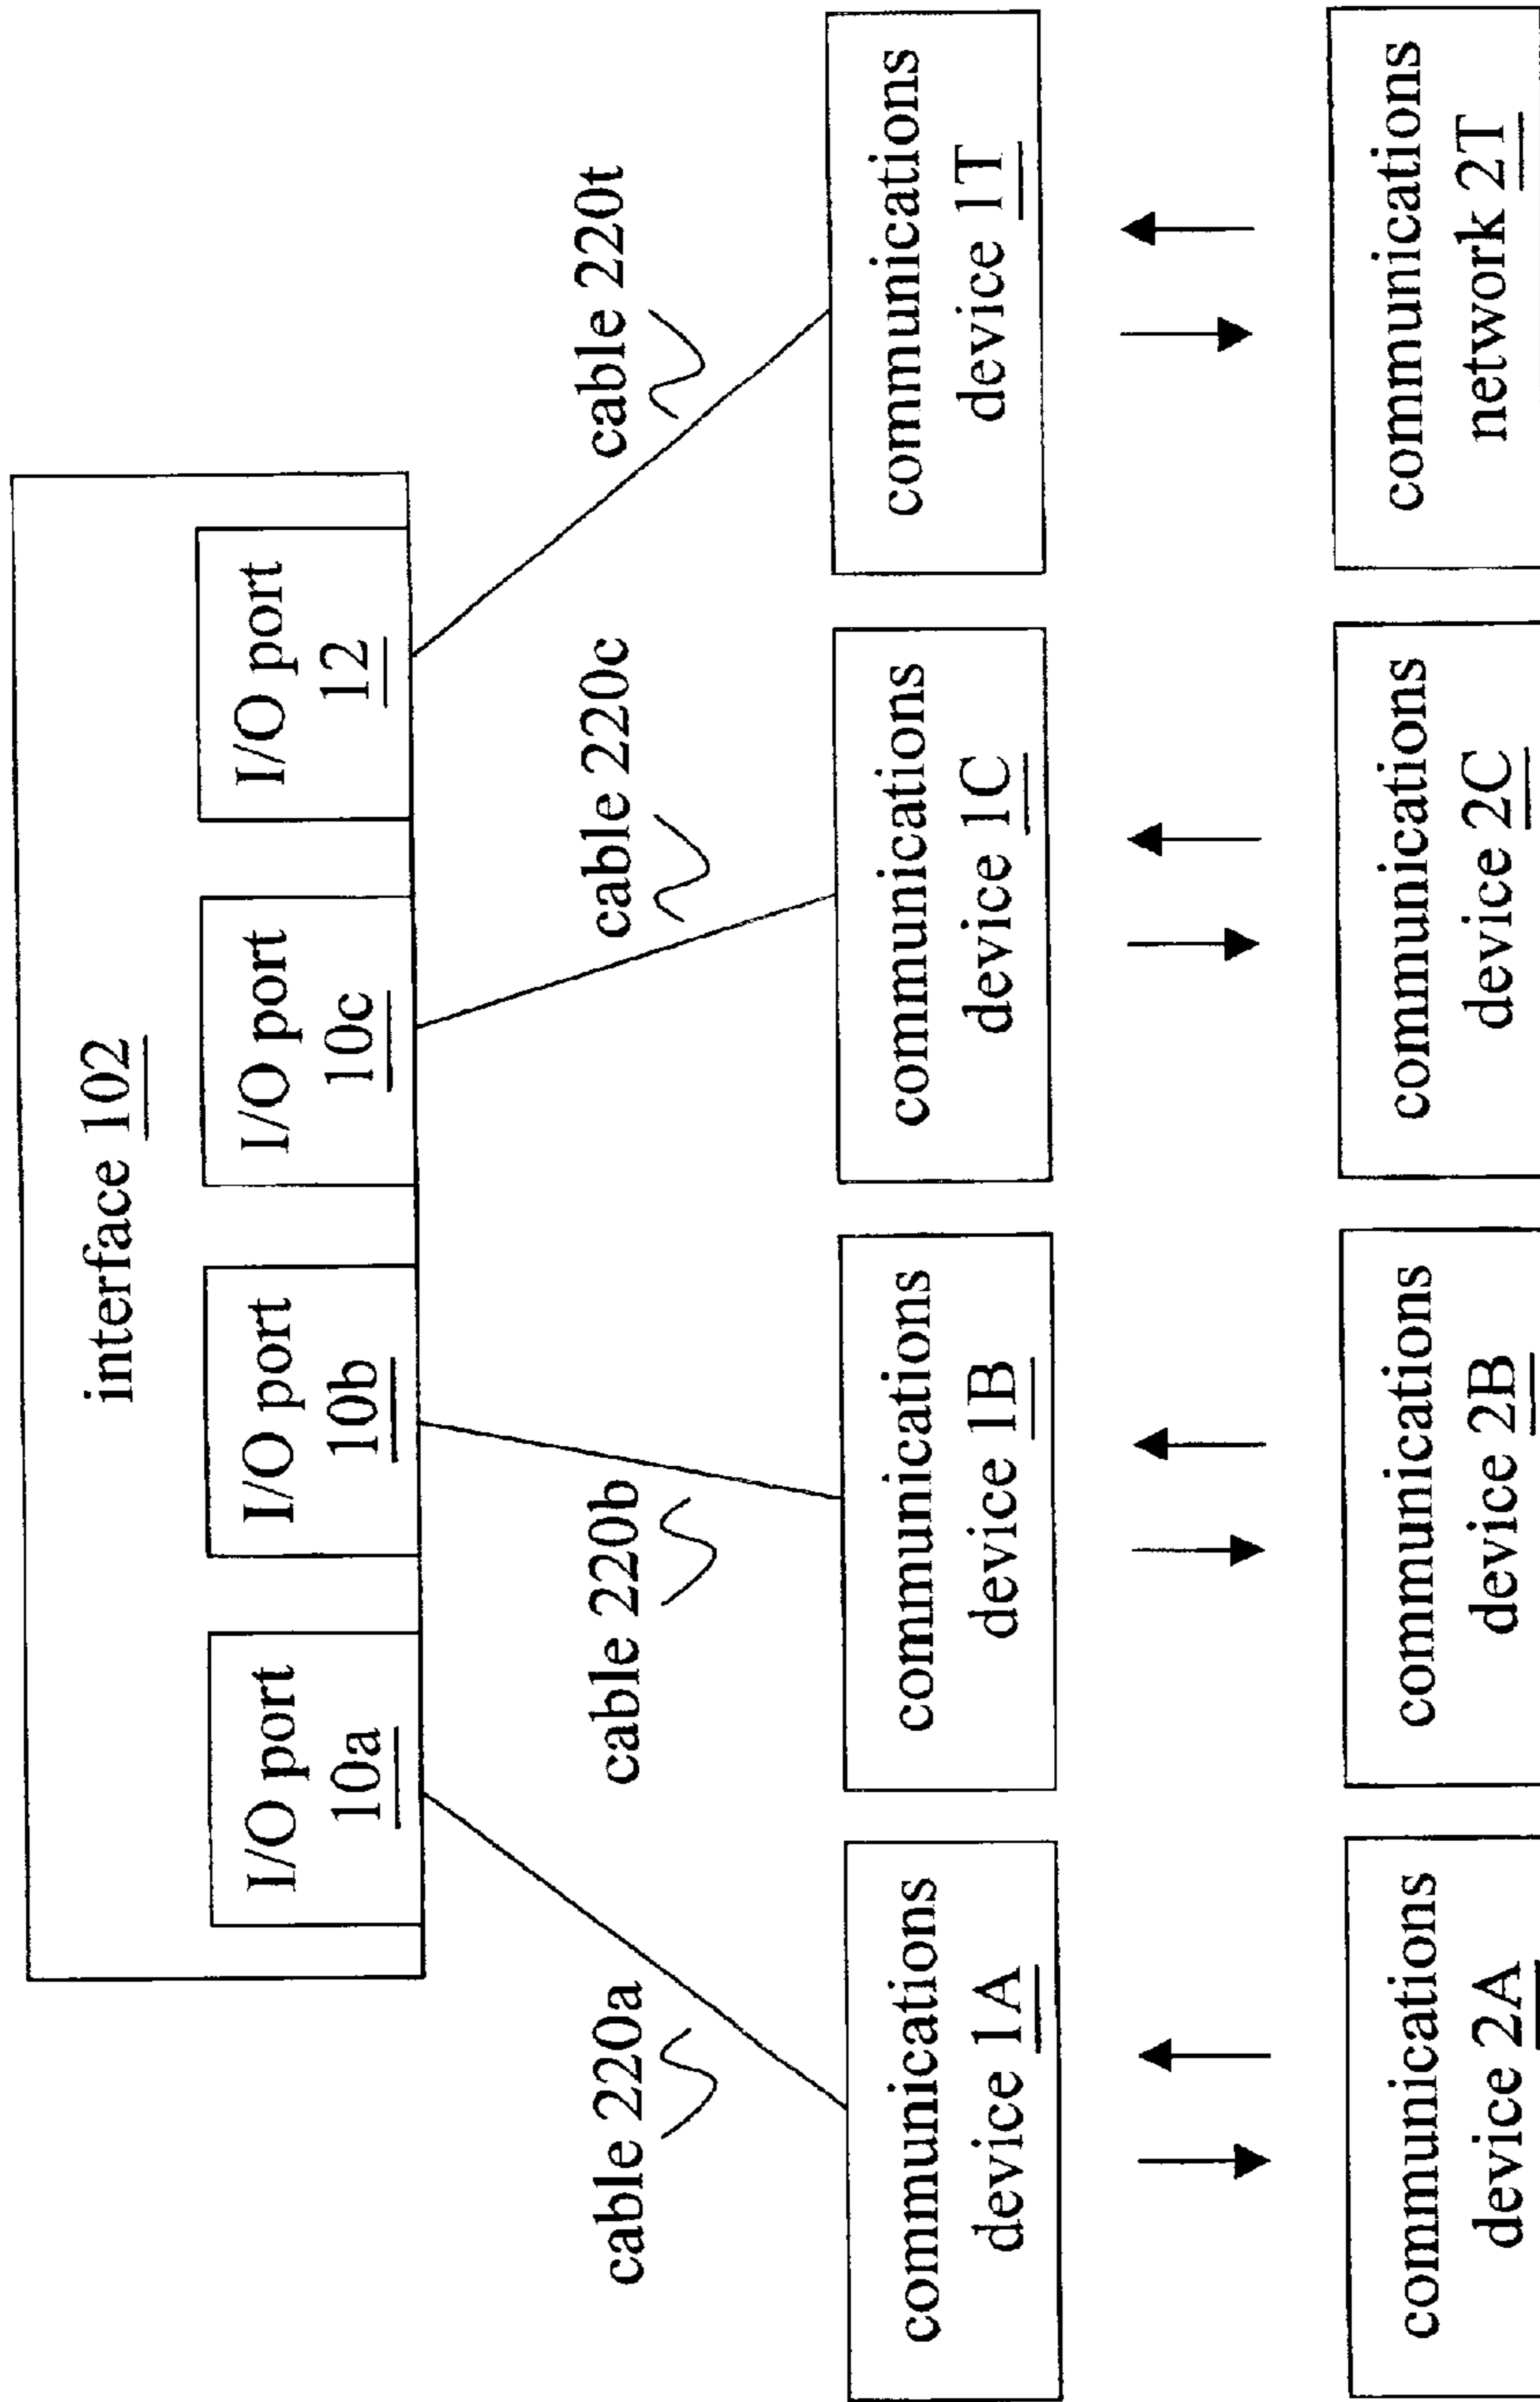 interface 102
I/O port
10a
I/O port
10b
I/O port
10c
I/O port
12
cable 220a
cable 220b
cable 220c
cable 220t
communications
device 1A
communications
device 1B
communications
device 1C
communications
device 1T
communications
device 2A
communications
device 2B
communications
device 2C
communications
network 2T